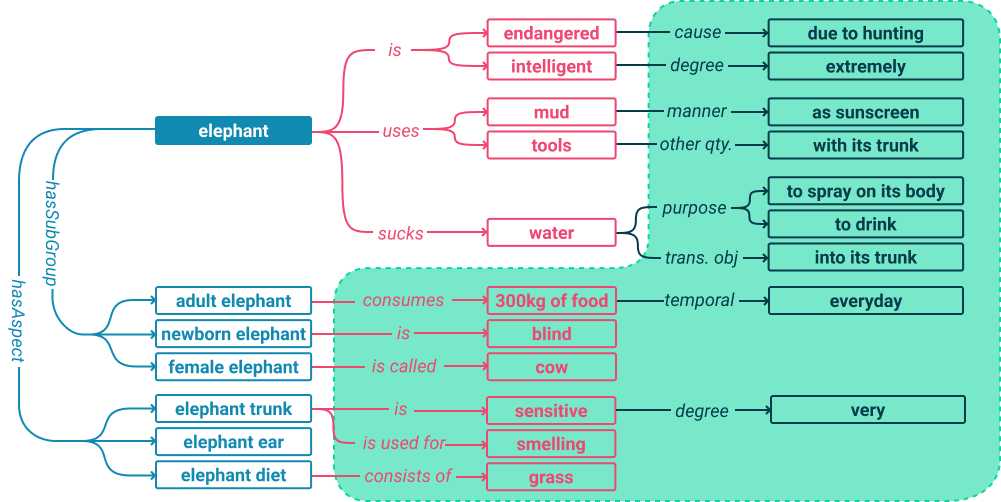 endangered cause due to hunting
is
intelligent degree extremely
mud manner as sunscreen
elephant uses
tools other qty. with its trunk
to spray on its body
purpose
to drink
sucks water
trans. obj into its trunk
hasSubGroup
hasAspect
adult elephant consumes 300kg of food temporal everyday
newborn elephant is blind
female elephant is called cow
elephant trunk is sensitive degree very
elephant ear is used for smelling
elephant diet consists of grass